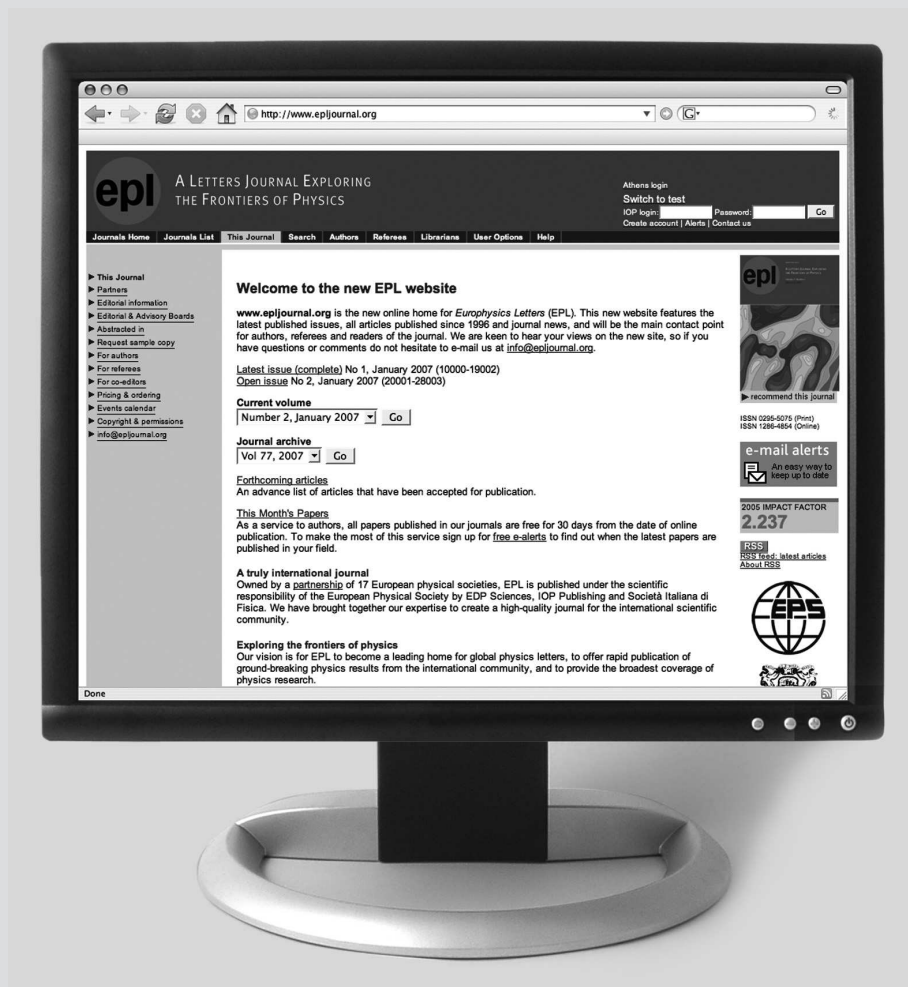 http://www.epljournal.org
G
epl
A LETTERS JOURNAL EXPLORING
THE FRONTIERS OF PHYSICS
Athens login
Switch to test
IOP login: Password: Go
Create account | Alerts | Contact us
Journals Home Journals List This Journal Search Authors Referees Librarians User Options Help
This Journal
Partners
Editorial information
Editorial & Advisory Boards
Abstracted in
Request sample copy
For authors
For referees
For co-editors
Pricing & ordering
Events calendar
Copyright & permissions
info@epljournal.org
Welcome to the new EPL website
www.epljournal.org is the new online home for Europhysics Letters (EPL). This new website features the
latest published issues, all articles published since 1996 and journal news, and will be the main contact point
for authors, referees and readers of the journal. We are keen to hear your views on the new site, so if you
have questions or comments do not hesitate to e-mail us at info@epljournal.org.
Latest issue (complete) No 1, January 2007 (10000-19002)
Open issue No 2, January 2007 (20001-28003)
Current volume
Number 2, January 2007 Go
Journal archive
Vol 77, 2007 Go
Forthcoming articles
An advance list of articles that have been accepted for publication.
This Month's Papers
As a service to authors, all papers published in our journals are free for 30 days from the date of online
publication. To make the most of this service sign up for free e-alerts to find out when the latest papers are
published in your field.
A truly international journal
Owned by a partnership of 17 European physical societies, EPL is published under the scientific
responsibility of the European Physical Society by EDP Sciences, IOP Publishing and Società Italiana di
Fisica. We have brought together our expertise to create a high-quality journal for the international scientific
community.
Exploring the frontiers of physics
Our vision is for EPL to become a leading home for global physics letters, to offer rapid publication of
ground-breaking physics results from the international community, and to provide the broadest coverage of
physics research.
epl
recommend this journal
ISSN 0295-5075 (Print)
ISSN 1286-4854 (Online)
e-mail alerts
An easy way to
keep up to date
2005 IMPACT FACTOR
2.237
RSS
RSS feed: latest articles
About RSS
EPS
Done